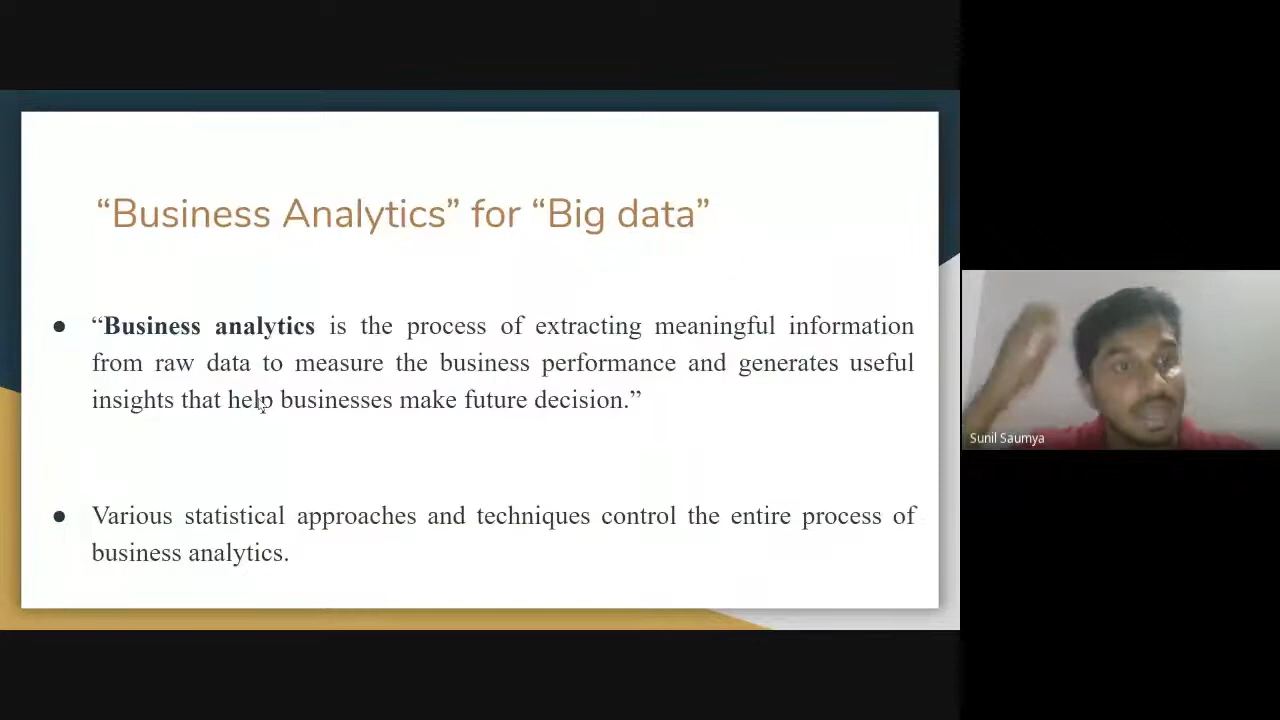 “Business Analytics” for “Big data”
● “Business analytics is the process of extracting meaningful information
from raw data to measure the business performance and generates useful
insights that help businesses make future decision.”
● Various statistical approaches and techniques control the entire process of
business analytics.
Sunil Saumya